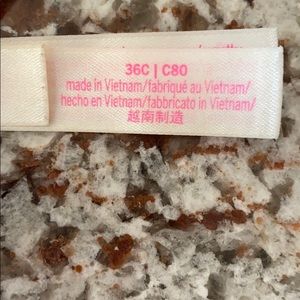 36C | C80
made in Vietnam/fabriqué au Vietnam/
hecho en Vietnam/fabbricato in Vietnam/
越南制造